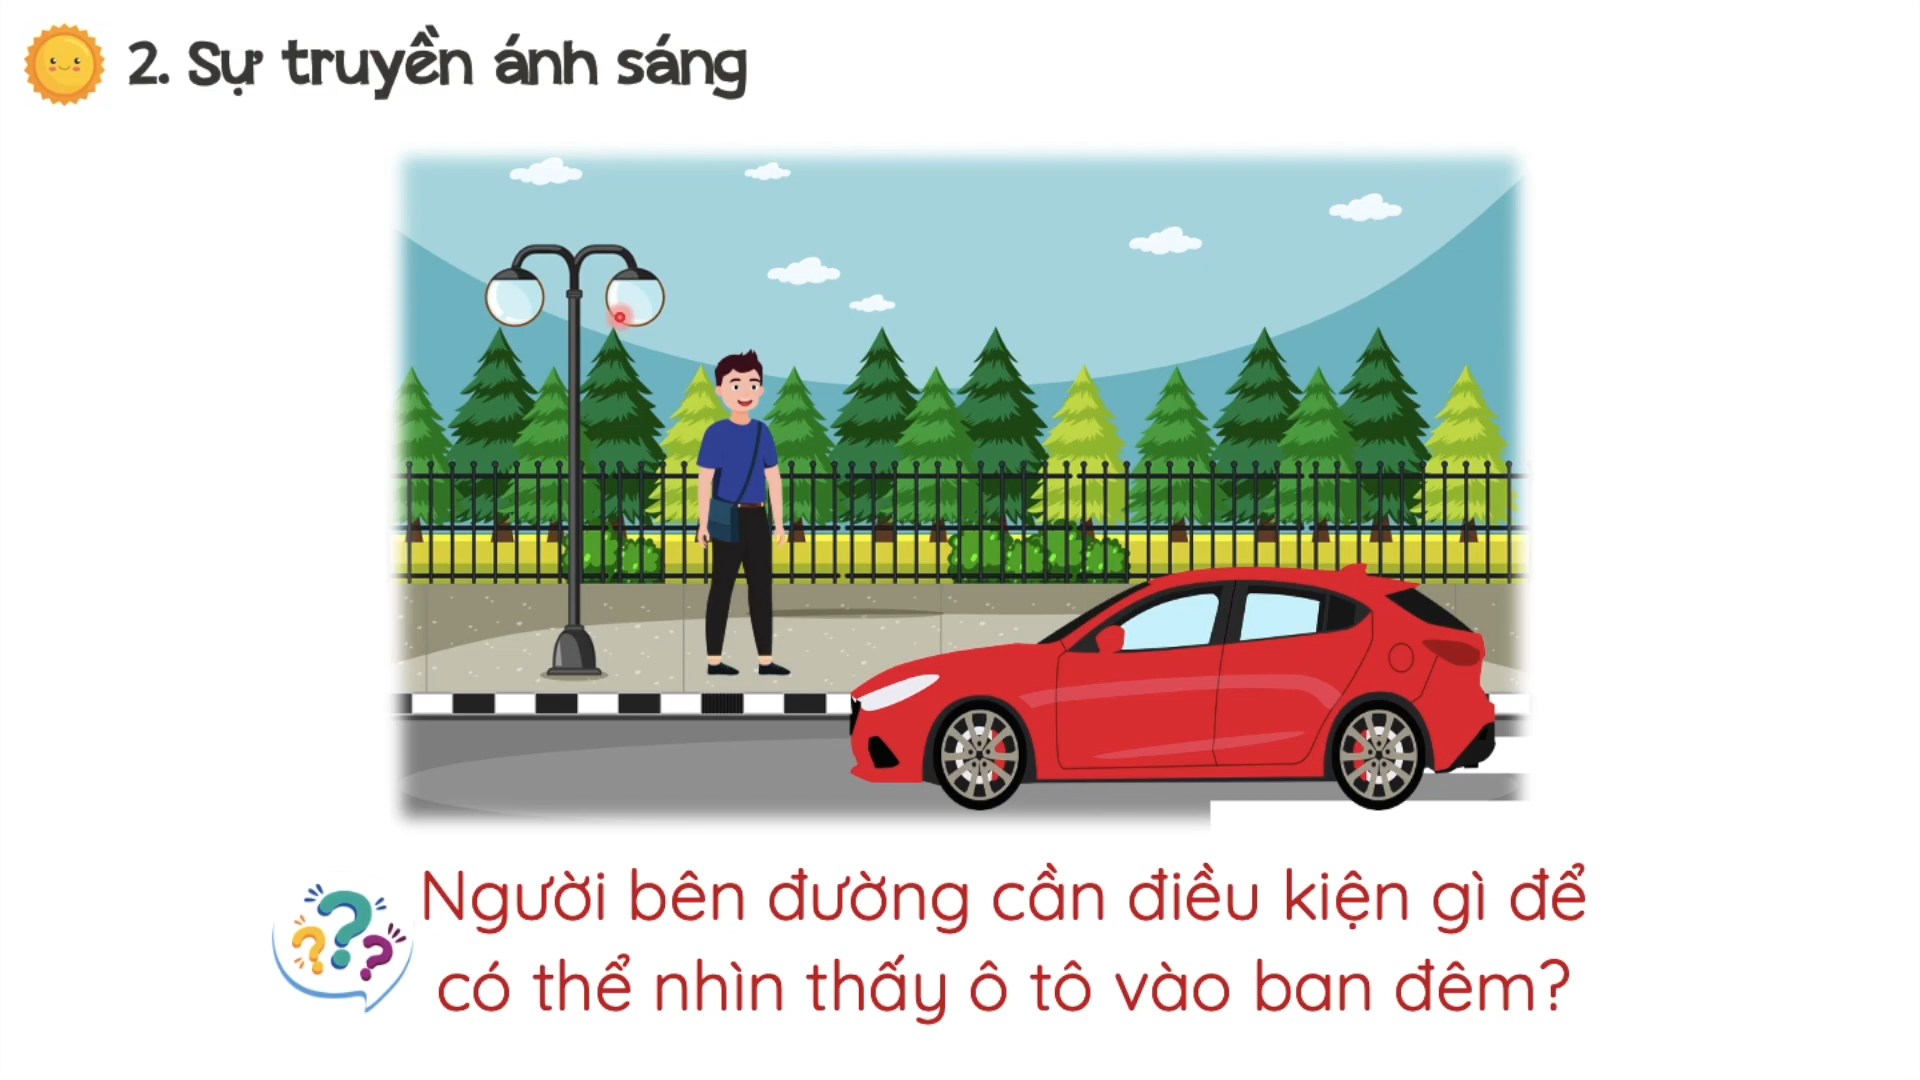 2. Sự truyền ánh sáng
Người bên đường cần điều kiện gì để
có thể nhìn thấy ô tô vào ban đêm?